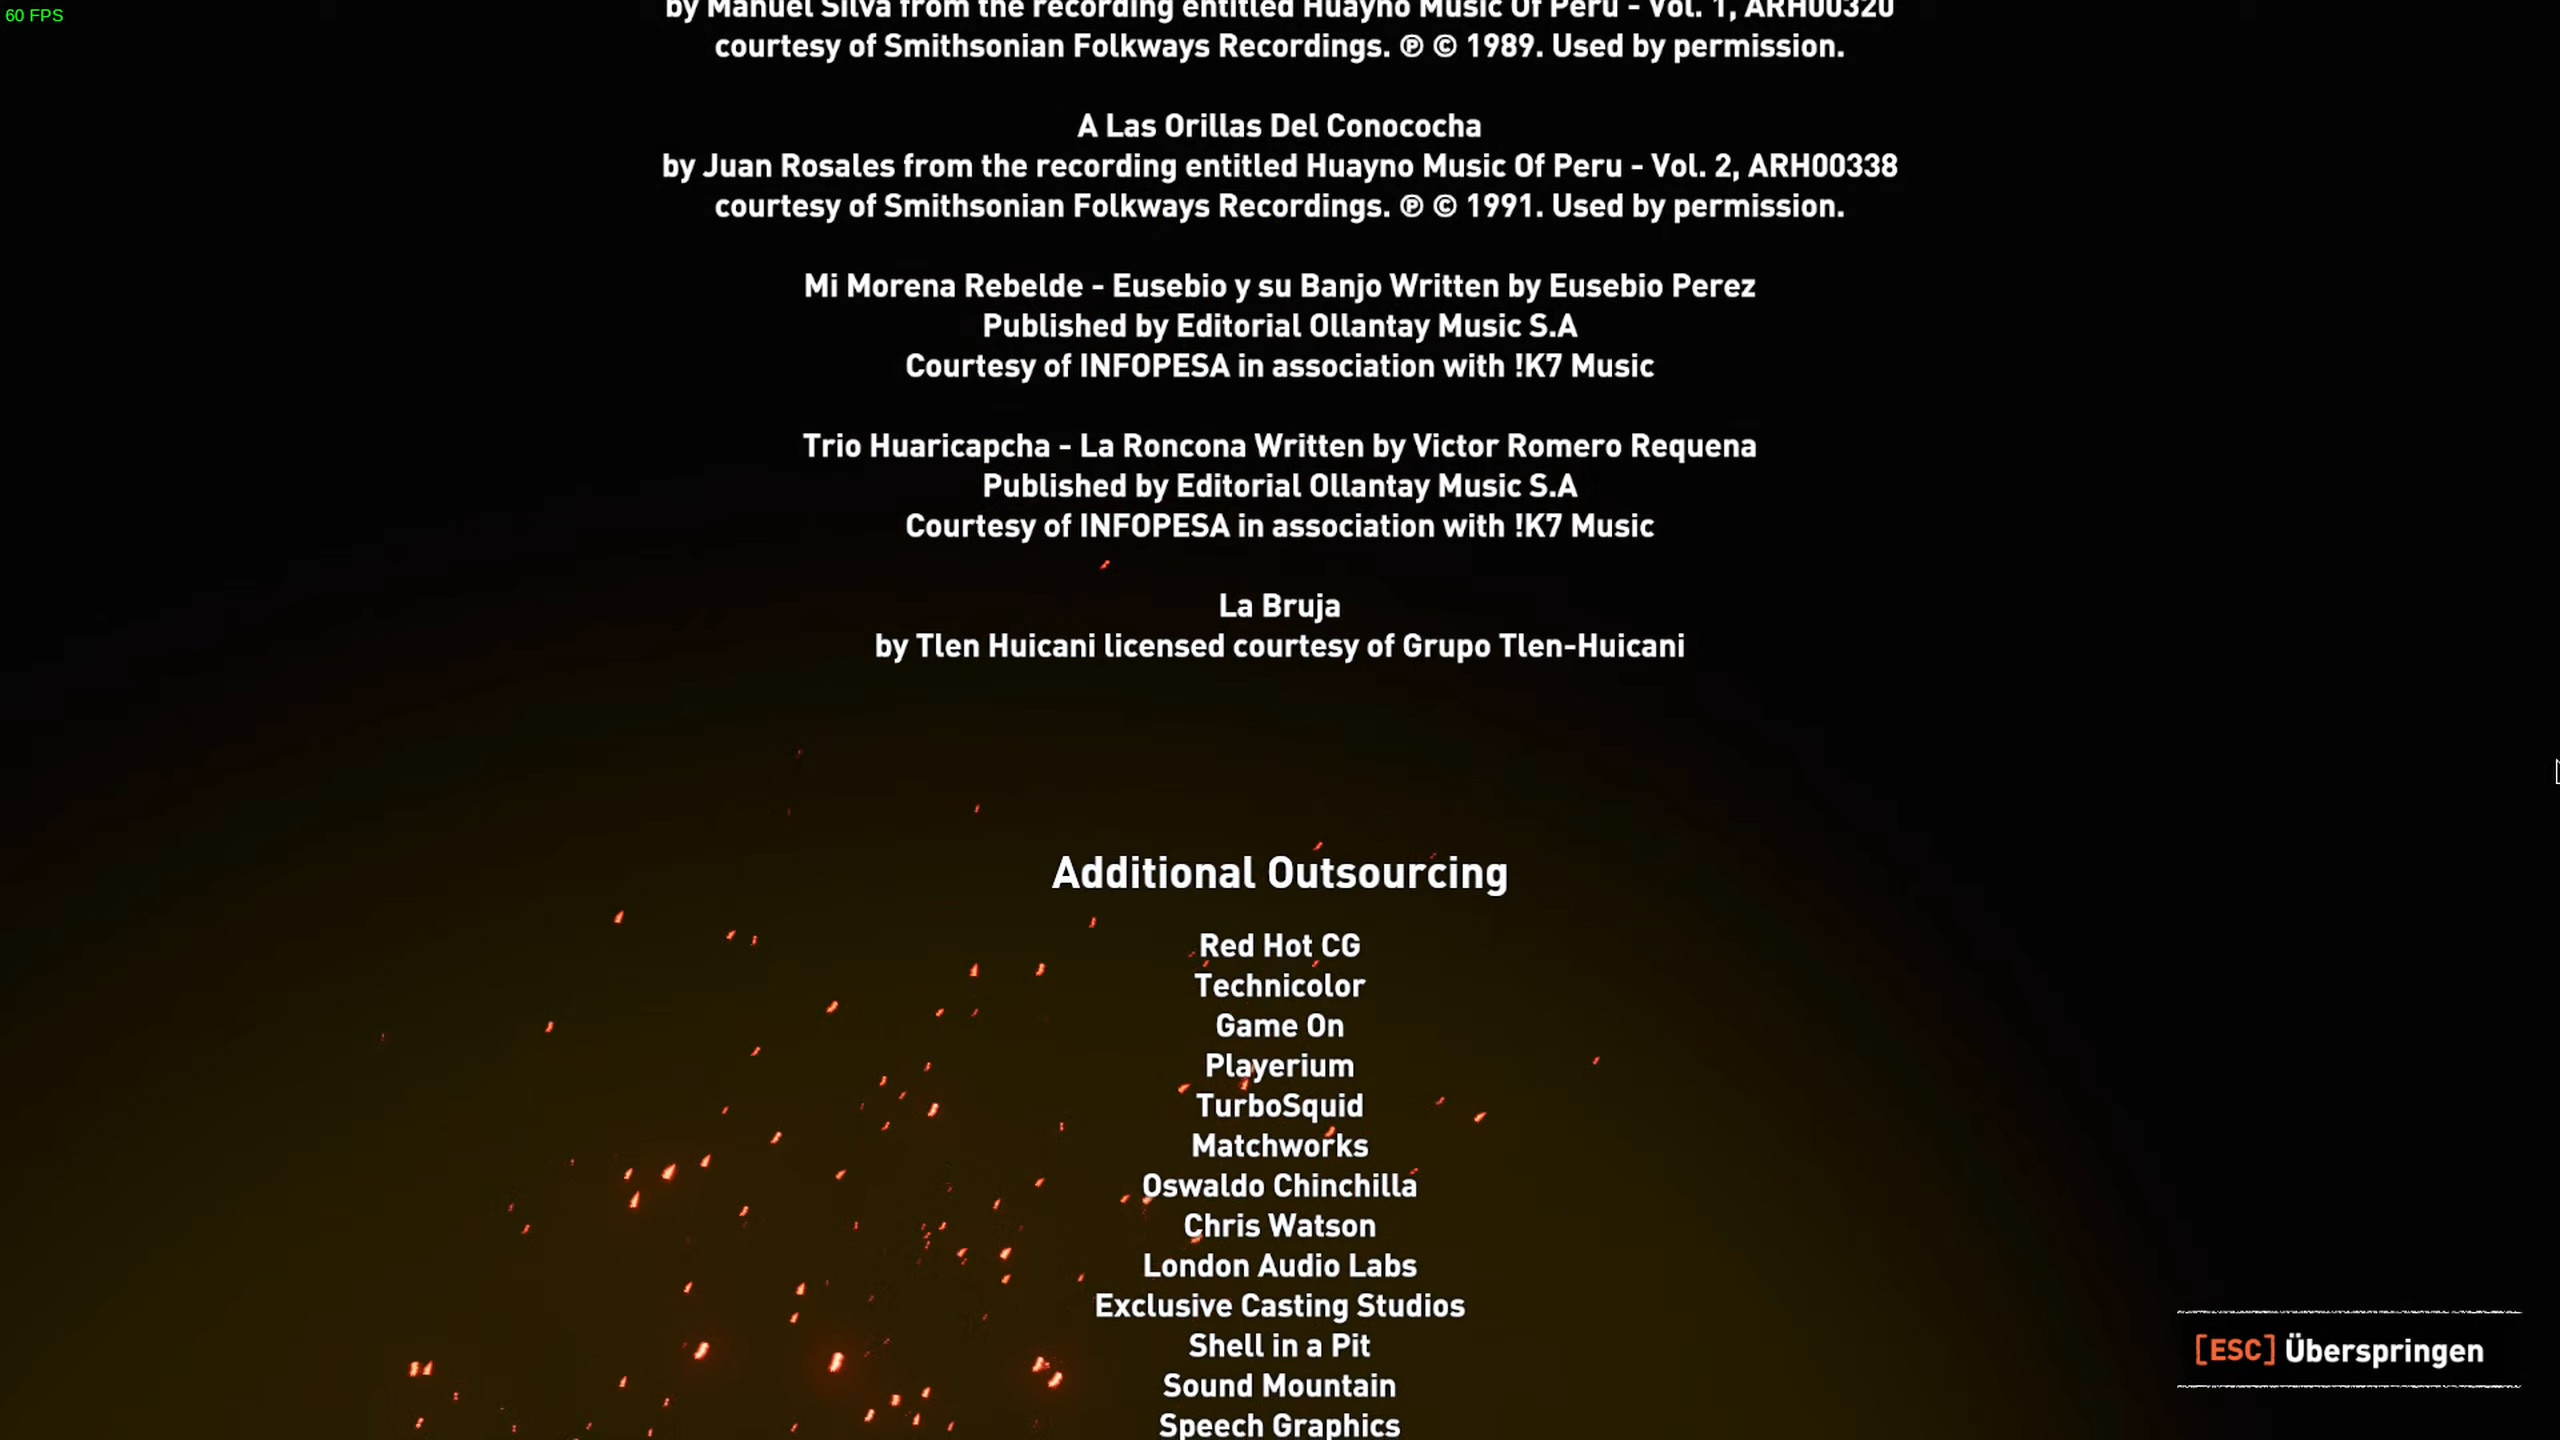 60 FPS
by Manuel Silva from the recording entitled Huayno Music Of Peru - Vol. 1, ARH00320
courtesy of Smithsonian Folkways Recordings. ℗ © 1989. Used by permission.
A Las Orillas Del Conococha
by Juan Rosales from the recording entitled Huayno Music Of Peru - Vol. 2, ARH00338
courtesy of Smithsonian Folkways Recordings. ℗ © 1991. Used by permission.
Mi Morena Rebelde - Eusebio y su Banjo Written by Eusebio Perez
Published by Editorial Ollantay Music S.A
Courtesy of INFOPESA in association with !K7 Music
Trio Huaricapcha - La Roncona Written by Victor Romero Requena
Published by Editorial Ollantay Music S.A
Courtesy of INFOPESA in association with !K7 Music
La Bruja
by Tlen Huicani licensed courtesy of Grupo Tlen-Huicani
Additional Outsourcing
Red Hot CG
Technicolor
Game On
Playerium
TurboSquid
Matchworks
Oswaldo Chinchilla
Chris Watson
London Audio Labs
Exclusive Casting Studios
Shell in a Pit
Sound Mountain
Speech Graphics
[ESC] Überspringen